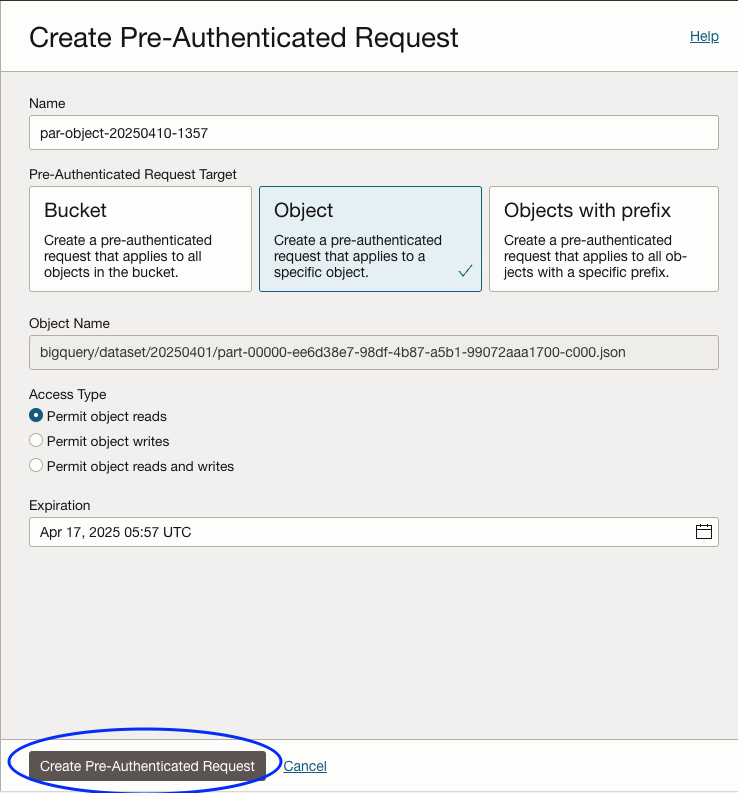 Create Pre-Authenticated Request
Help
Name
par-object-20250410-1357
Pre-Authenticated Request Target
Bucket
Create a pre-authenticated
request that applies to all
objects in the bucket.
Object
Create a pre-authenticated
request that applies to a
specific object.
Objects with prefix
Create a pre-authenticated
request that applies to all ob-
jects with a specific prefix.
Object Name
bigquery/dataset/20250401/part-00000-ee6d38e7-98df-4b87-a5b1-99072aaa1700-c000.json
Access Type
Permit object reads
Permit object writes
Permit object reads and writes
Expiration
Apr 17, 2025 05:57 UTC
Create Pre-Authenticated Request
Cancel